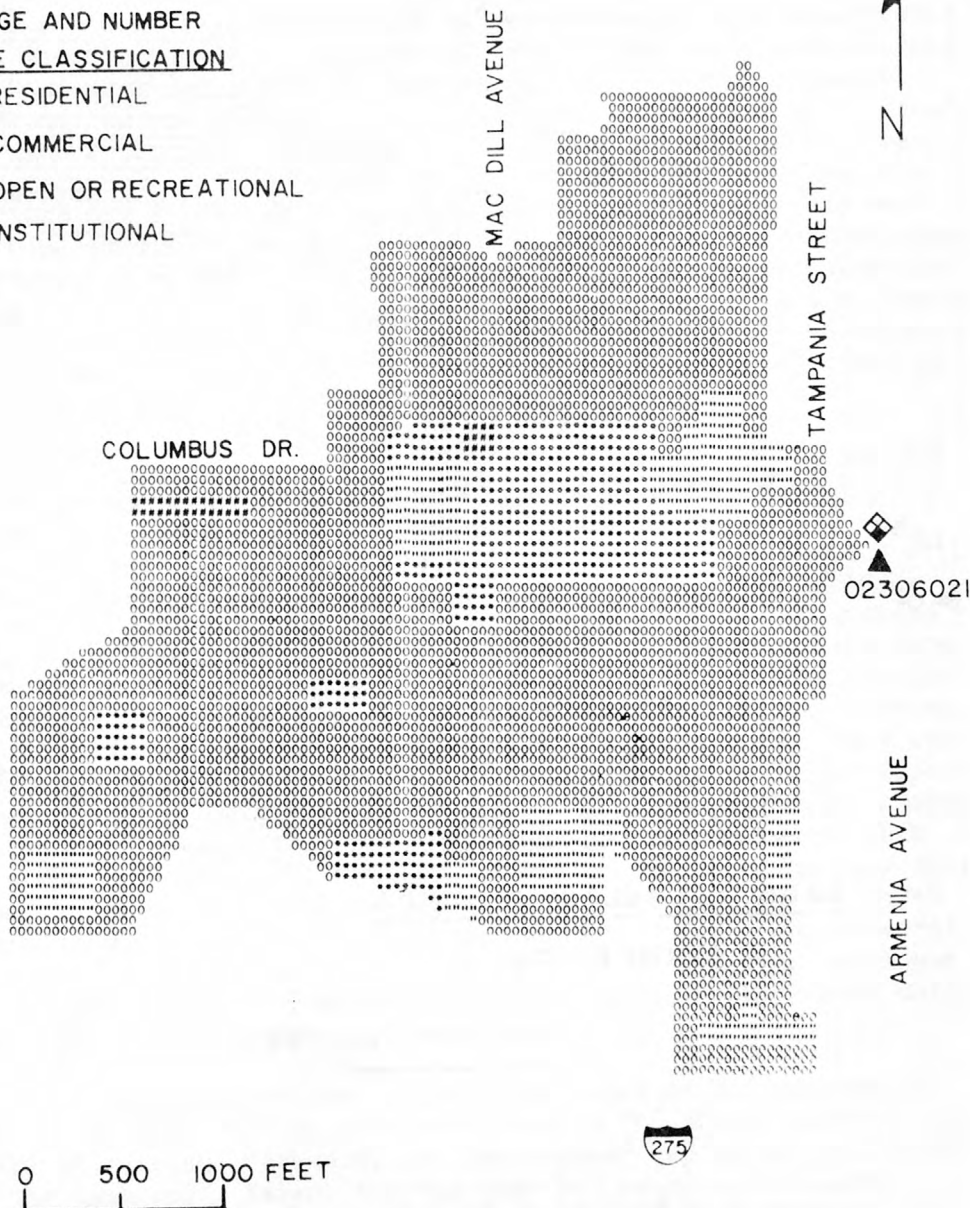 GE AND NUMBER
E CLASSIFICATION
RESIDENTIAL
COMMERCIAL
OPEN OR RECREATIONAL
NSTITUTIONAL
MAC DILL AVENUE
N
TAMPANIA STREET
COLUMBUS DR.
02306021
ARMENIA AVENUE
275
0 500 1000 FEET